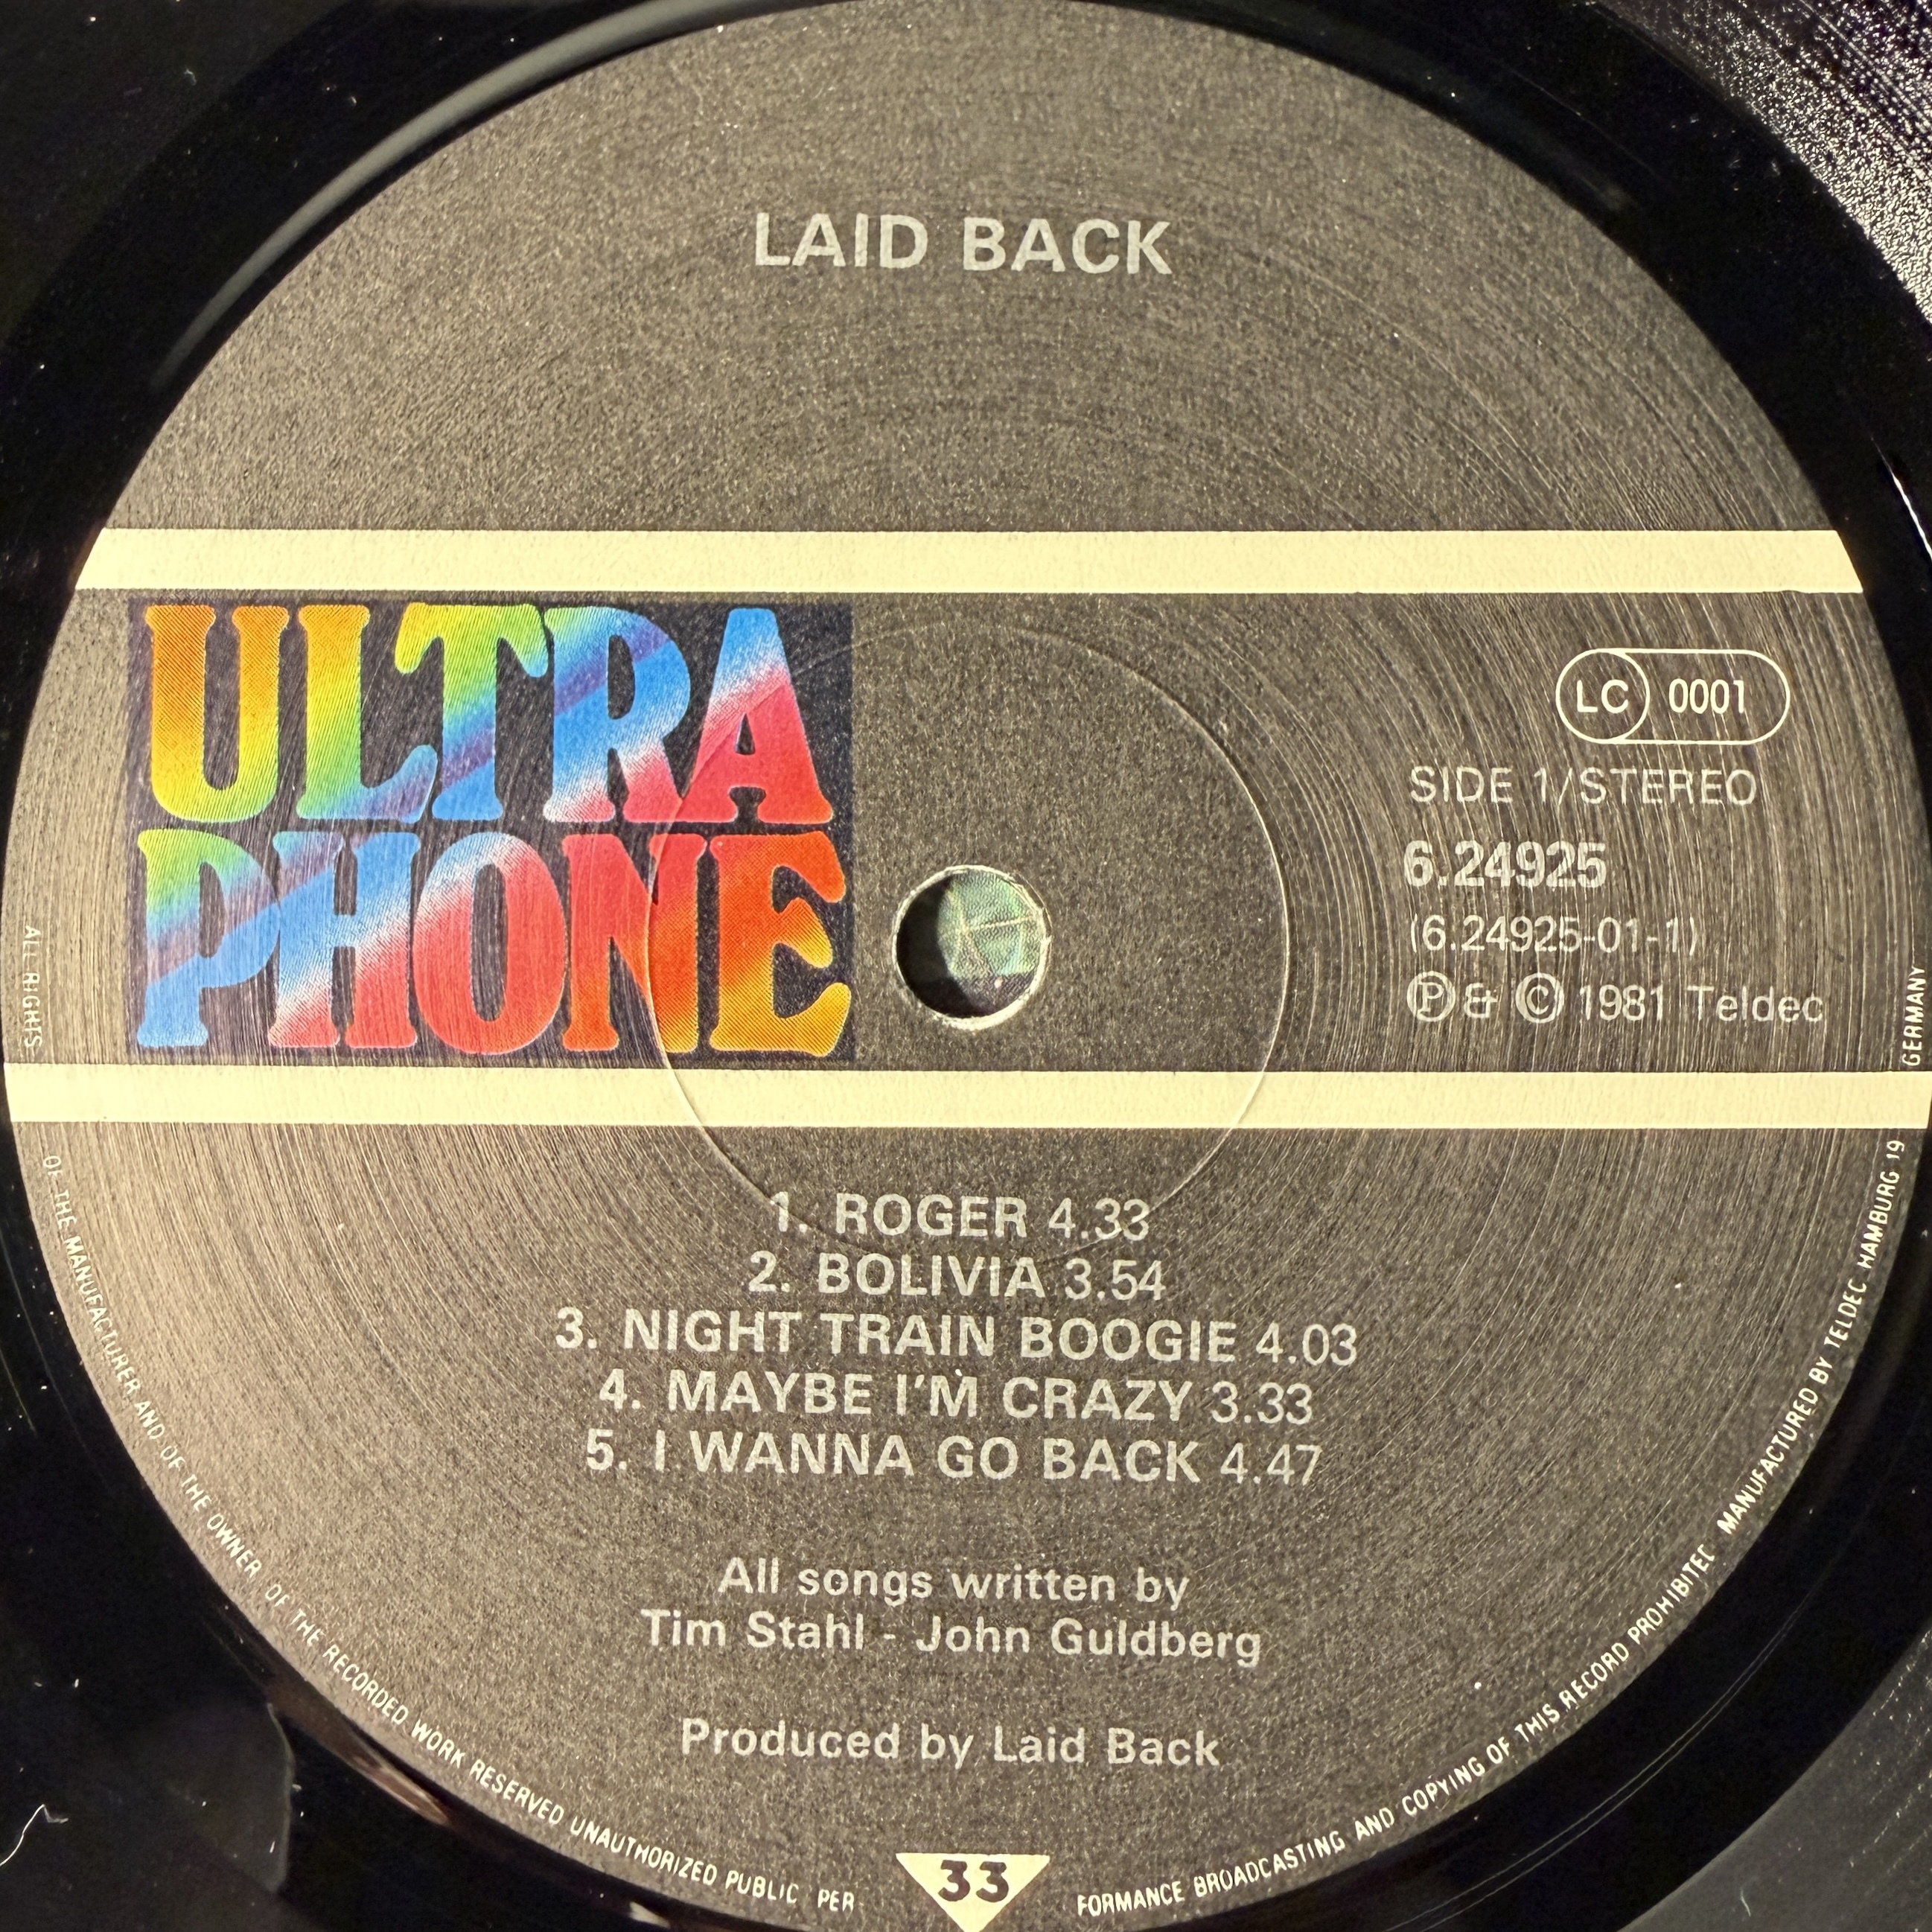 LAID BACK
ULTRA
PHONE
LC 0001
SIDE 1/STEREO
6.24925
(6.24925-01-1)
Ⓟ & © 1981 Teldec
1. ROGER 4.33
2. BOLIVIA 3.54
3. NIGHT TRAIN BOOGIE 4.03
4. MAYBE I'M CRAZY 3.33
5. I WANNA GO BACK 4.47
All songs written by
Tim Stahl - John Guldberg
Produced by Laid Back
33
ALL RIGHTS OF THE MANUFACTURER AND OF THE OWNER OF THE RECORDED WORK RESERVED UNAUTHORIZED PUBLIC PER FORMANCE BROADCASTING AND COPYING OF THIS RECORD PROHIBITED MANUFACTURED BY TELDEC HAMBURG 19 GERMANY